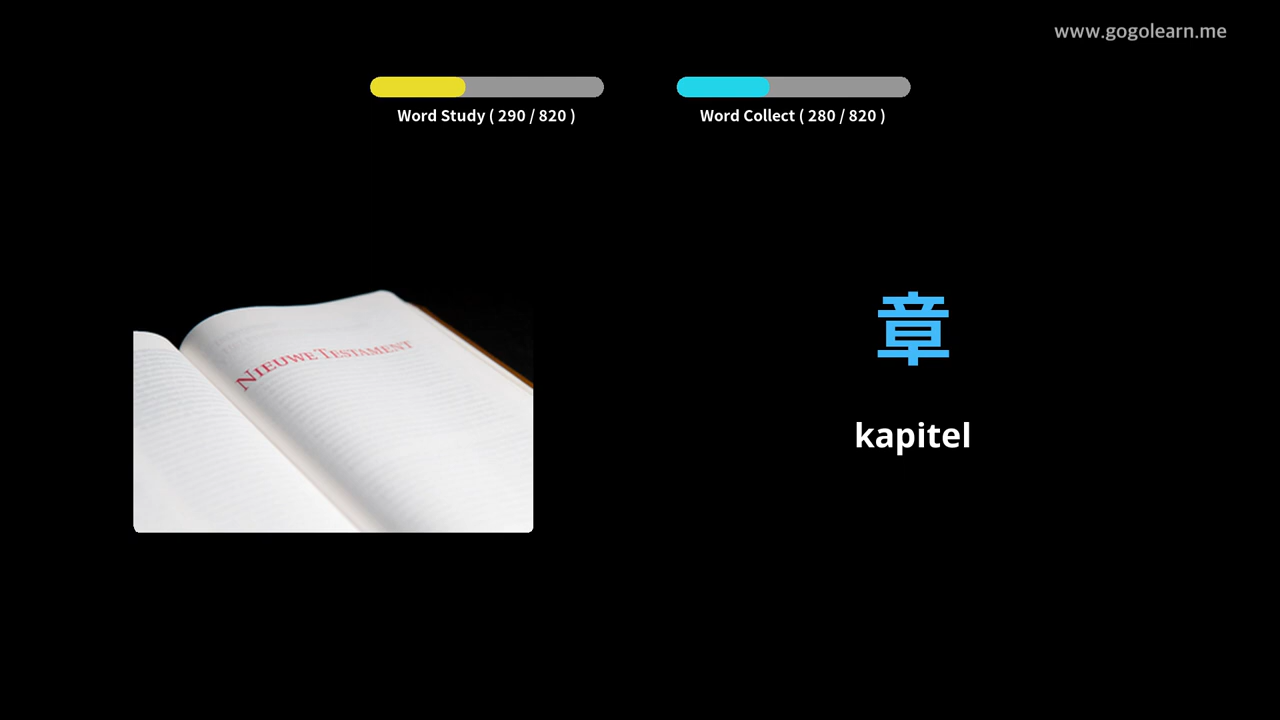 www.gogolearn.me
Word Study ( 290 / 820 )
Word Collect ( 280 / 820 )
NIEUWE TESTAMENT
章
kapitel